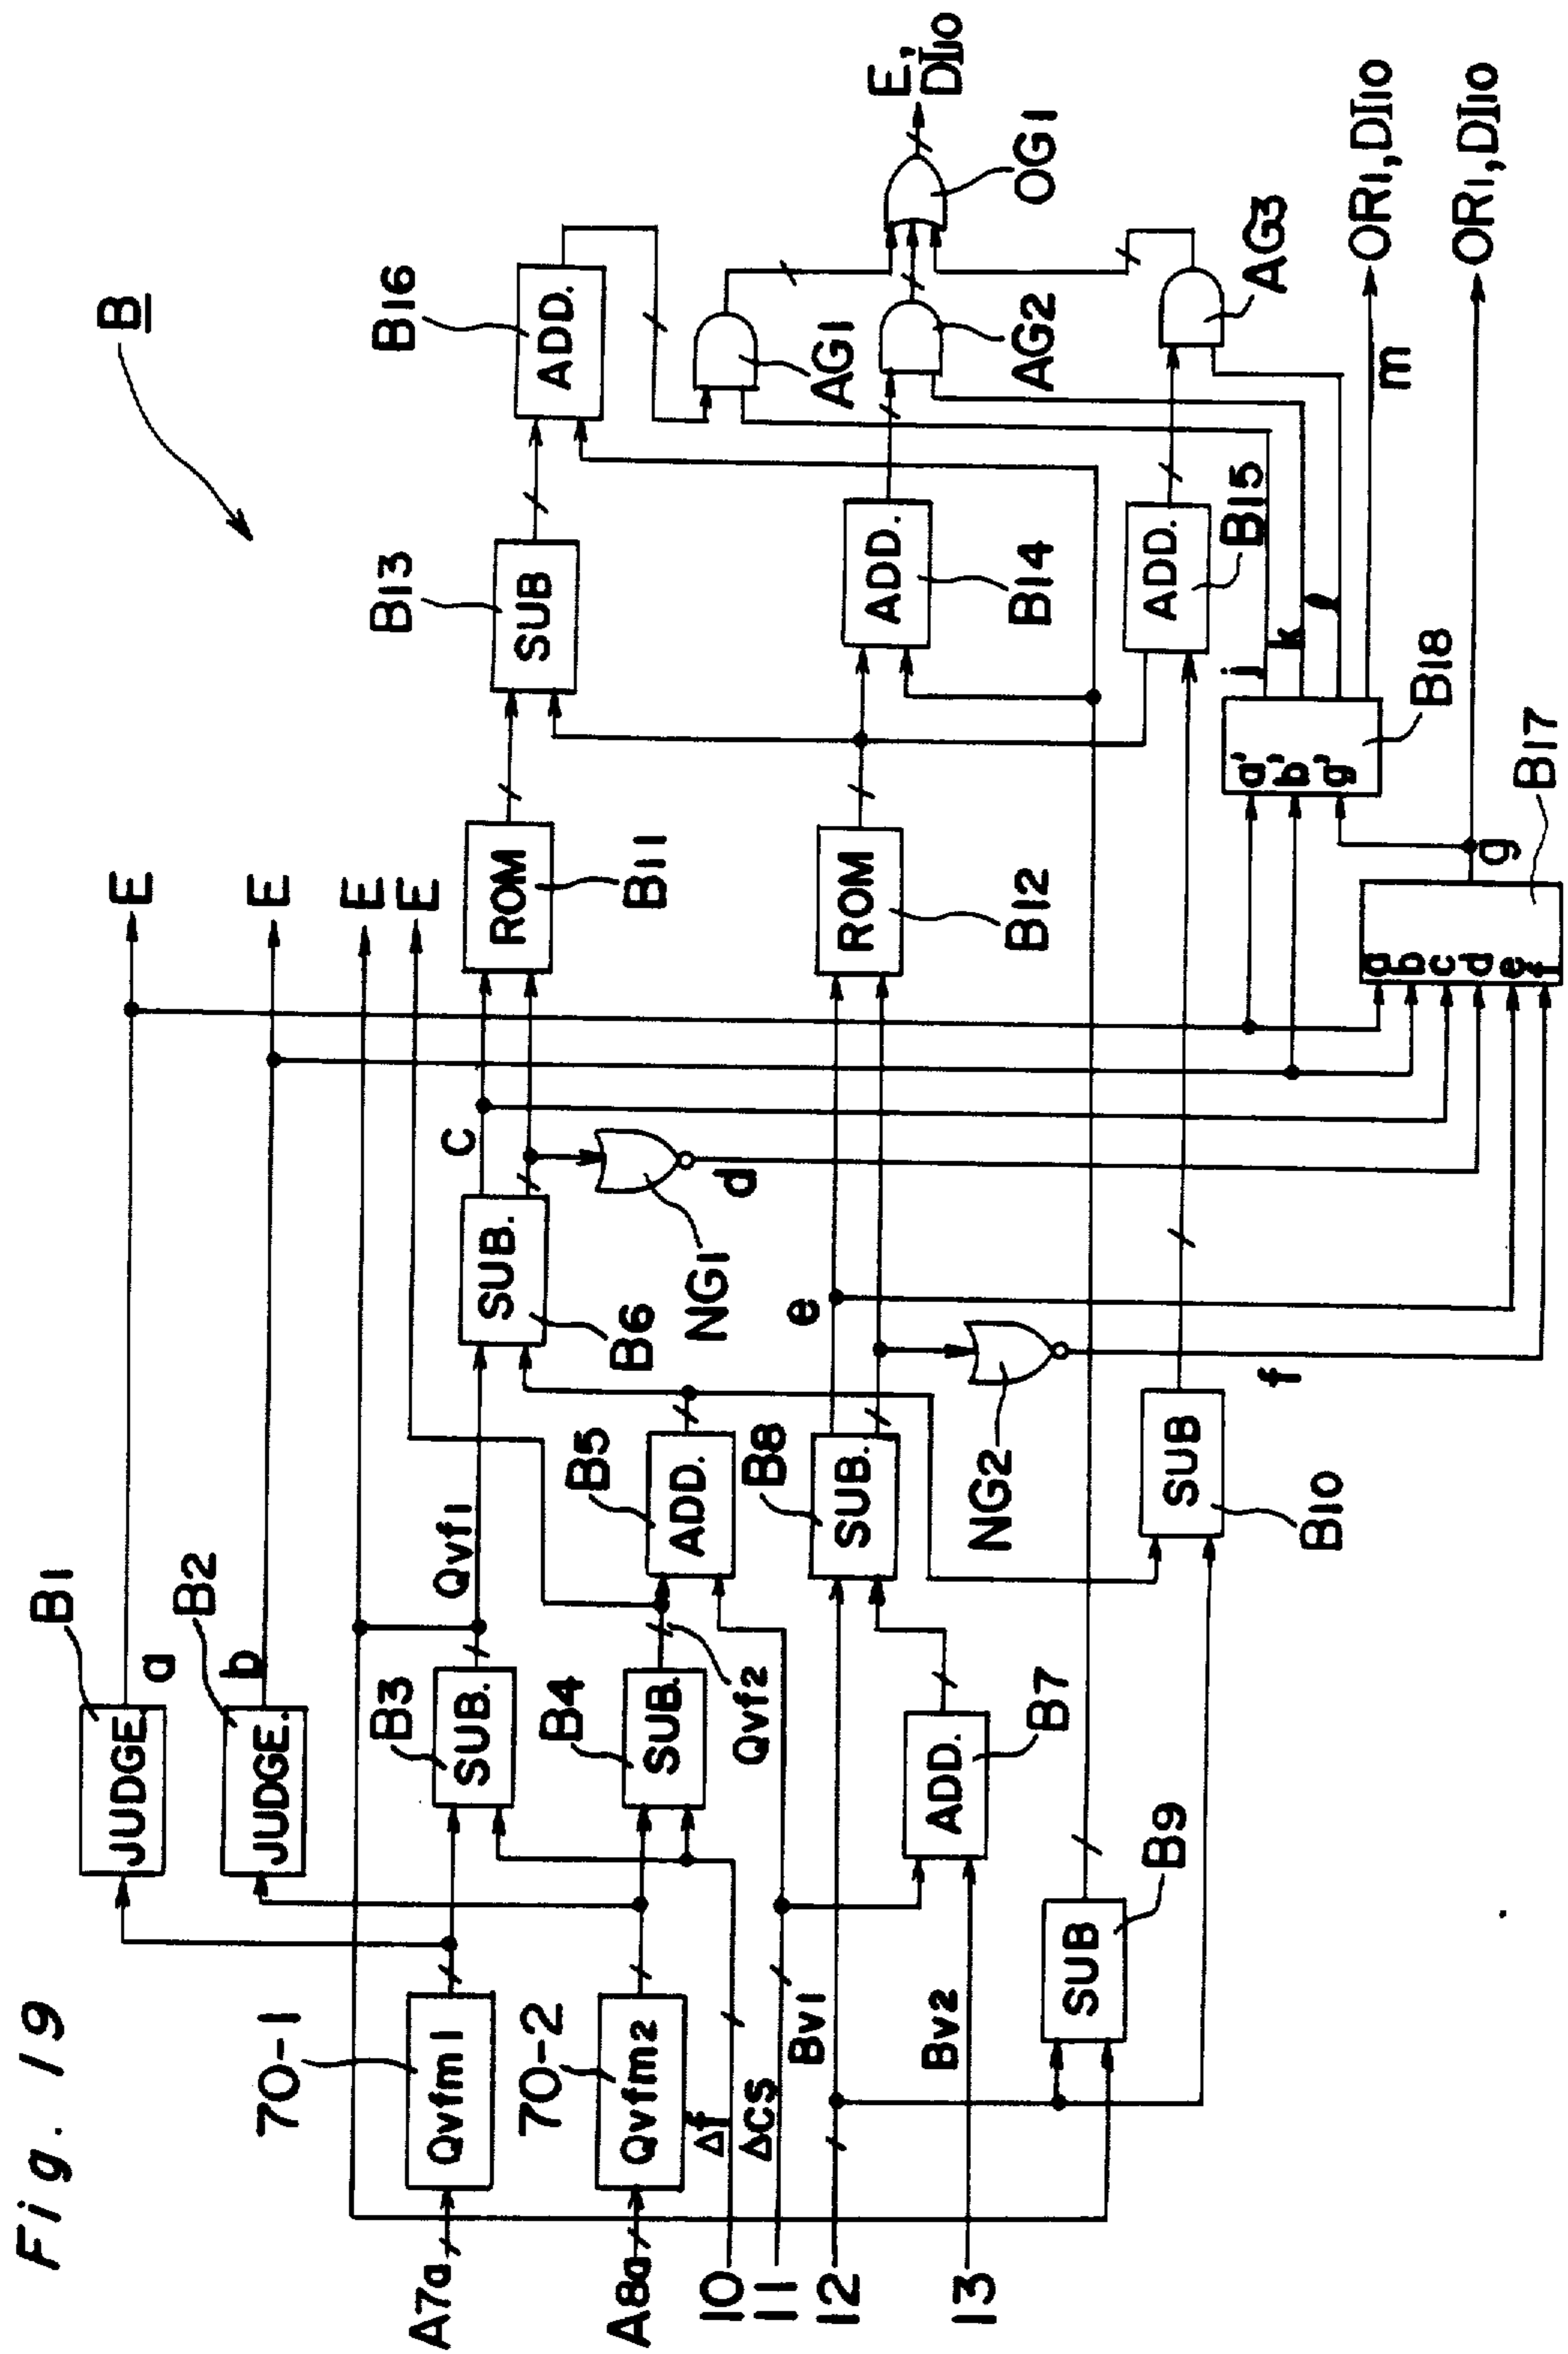 Fig. 19
B
A7a
A8a
10
11
12
13
70-1
Qvfm1
70-2
Qvfm2
Δf
ΔCS
Bv1
Bv2
B1
JUDGE.
a
B2
JUDGE.
b
B3
SUB.
Qvf1
B4
SUB.
Qvf2
B5
ADD.
B6
SUB.
c
NG1
d
B7
ADD.
B8
SUB.
e
NG2
f
B9
SUB
B10
SUB
E
E
E
E
ROM
B11
ROM
B12
B13
SUB
ADD.
B14
ADD.
B15
B16
ADD.
a
b
c
d
e
f
B17
g
a'
b'
g'
B18
j
k
l
m
AG1
AG2
AG3
OG1
E,
DI10
OR1, DI10
OR1, DI10